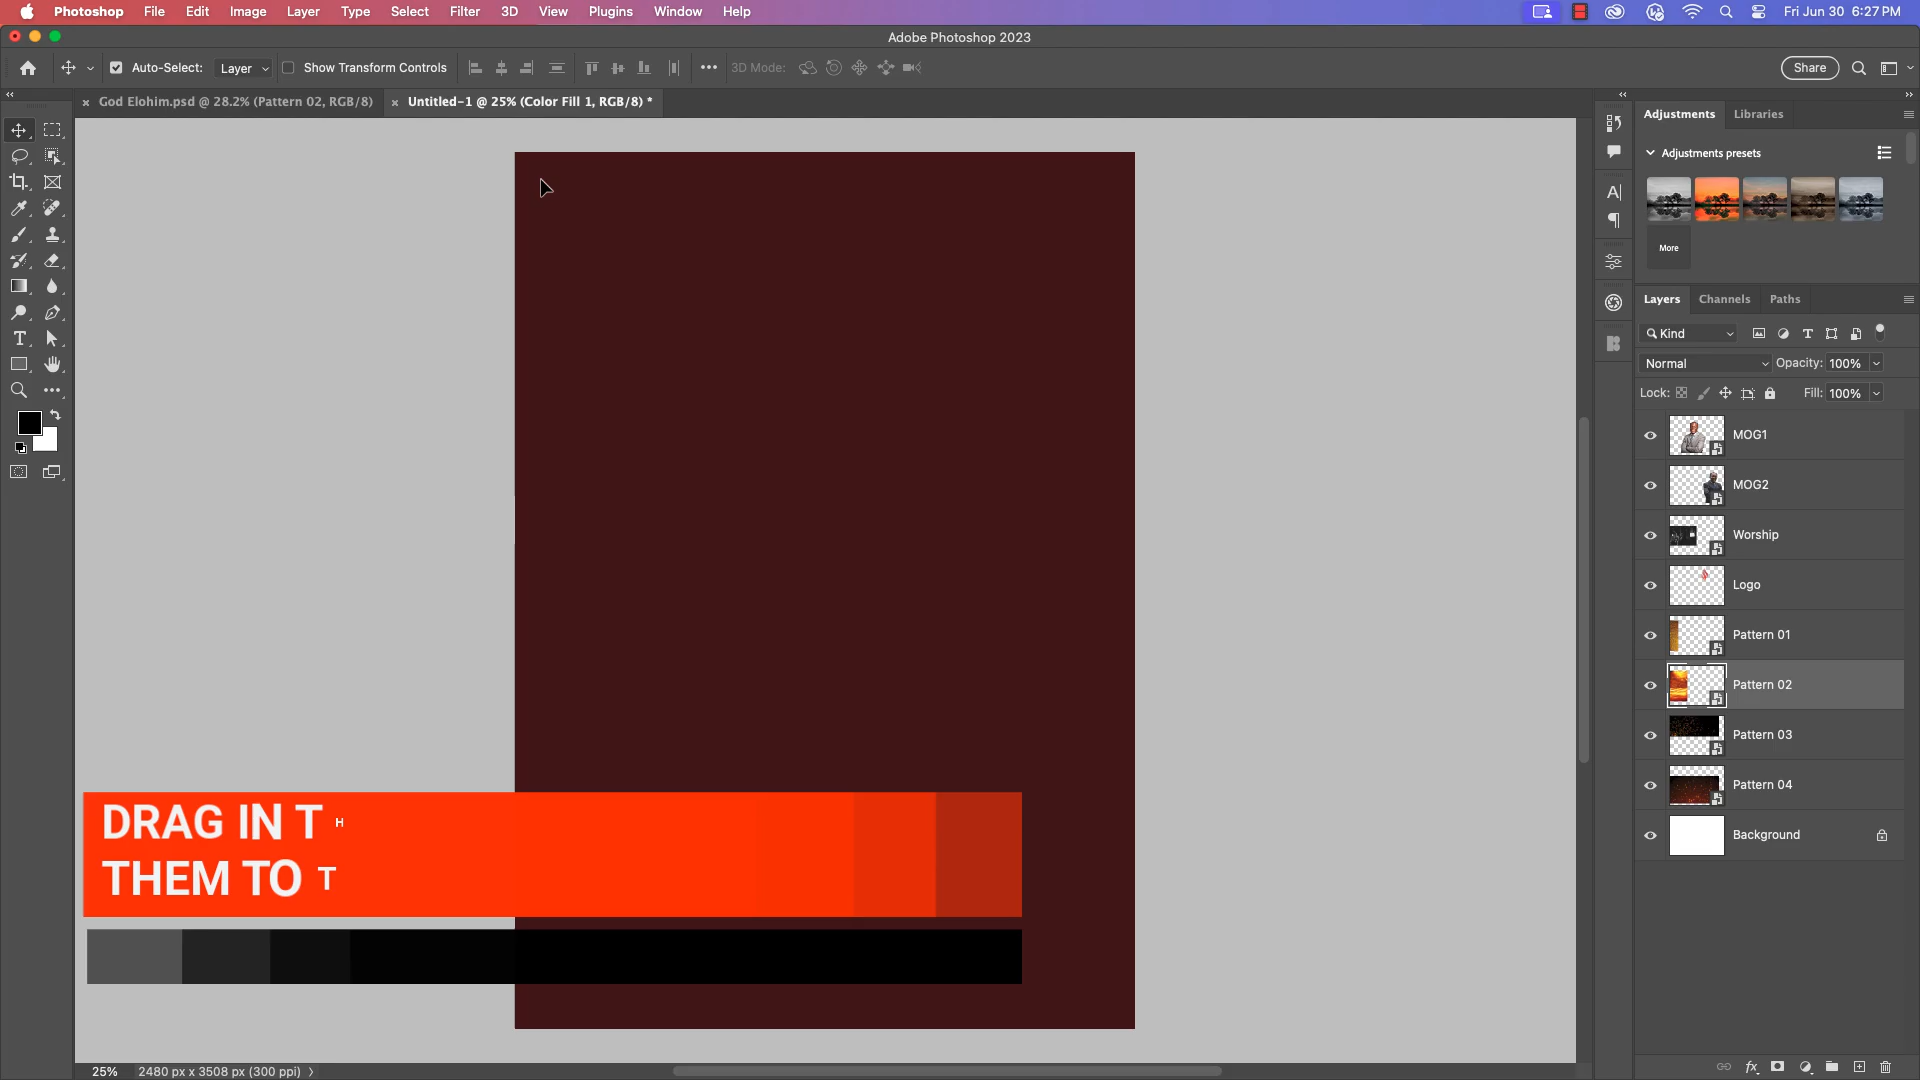 Photoshop File Edit Image Layer Type Select Filter 3D View Plugins Window Help Fri Jun 30 6:27 PM
Adobe Photoshop 2023
Auto-Select: Layer Show Transform Controls 3D Mode: Share
God Elohim.psd @ 28.2% (Pattern 02, RGB/8) Untitled-1 @ 25% (Color Fill 1, RGB/8) *
Adjustments Libraries
Adjustments presets
More
Layers Channels Paths
Kind
Normal Opacity: 100%
Lock: Fill: 100%
MOG1
MOG2
Worship
Logo
Pattern 01
Pattern 02
Pattern 03
Pattern 04
Background
DRAG IN T H
THEM TO T
25% 2480 px x 3508 px (300 ppi)